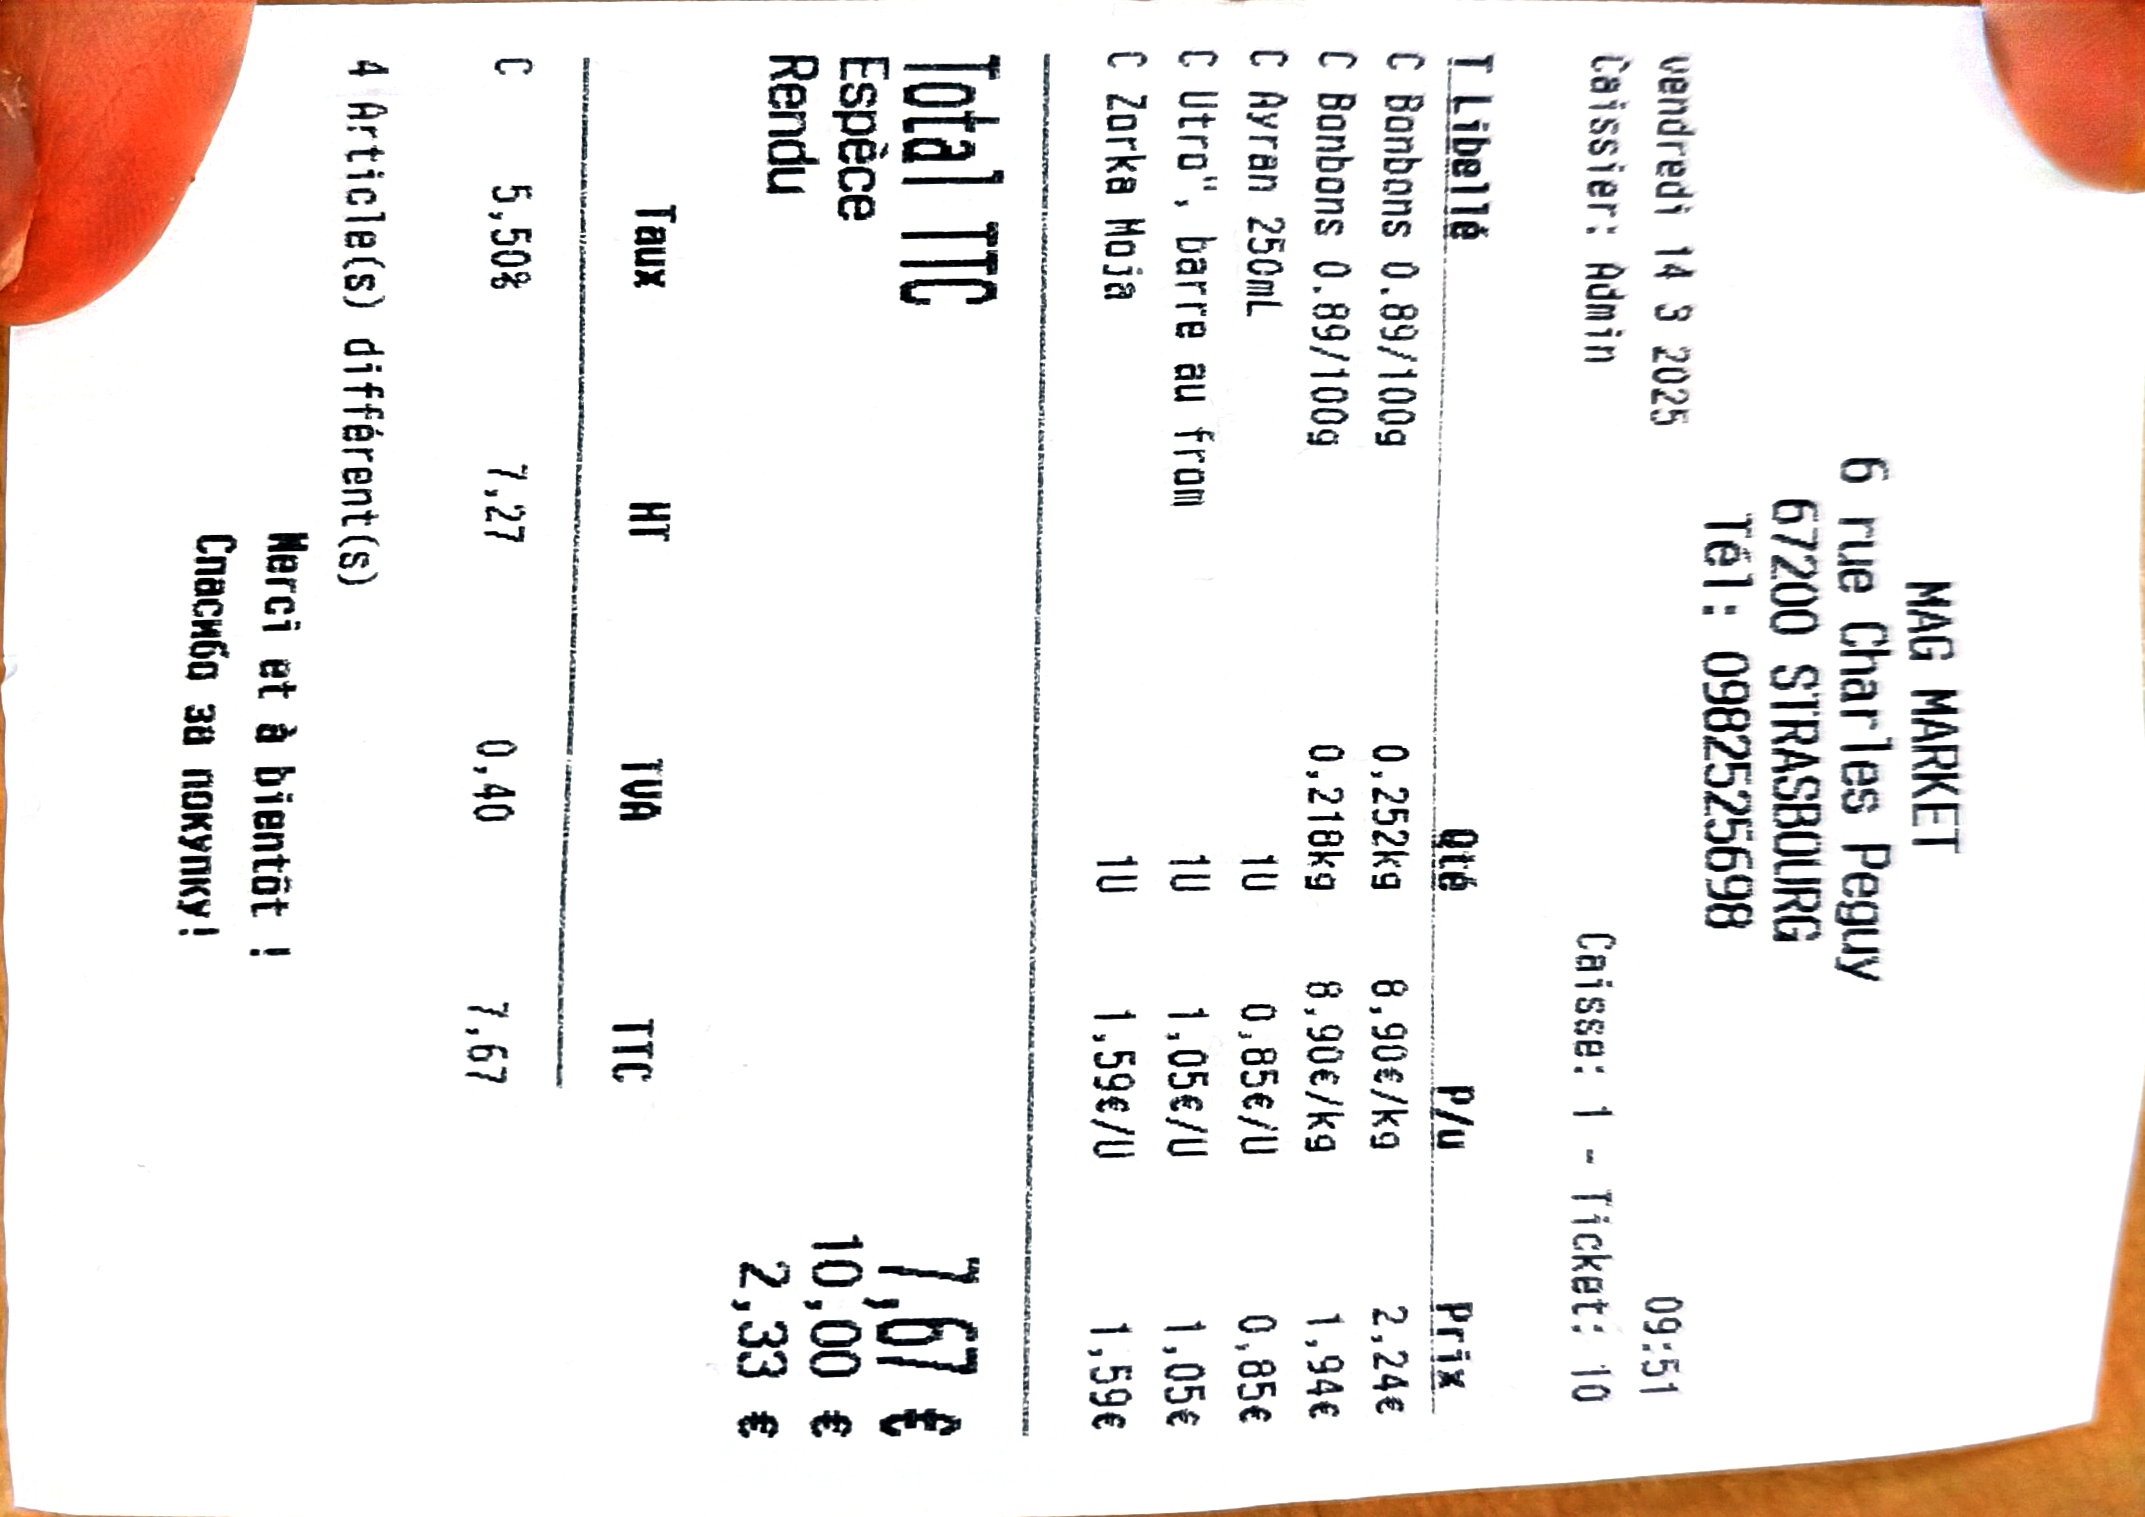 MAG MARKET
6 rue Charles Peguy
67200 STRASBOURG
Tél: 0982525698
vendredi 14 3 2025 09:51
Caissier: Admin Caisse: 1 - Ticket: 10
T Libellé Qté P/u Prix
C Bonbons 0.89/100g 0,252kg 8,90€/kg 2,24€
C Bonbons 0.89/100g 0,218kg 8,90€/kg 1,94€
C Ayran 250mL 1U 0,85€/U 0,85€
C Utro", barre au from 1U 1,05€/U 1,05€
C Zorka Moja 1U 1,59€/U 1,59€
Total TTC 7,67 €
Espèce 10,00 €
Rendu 2,33 €
Taux HT TVA TTC
C 5,50% 7,27 0,40 7,67
4 Article(s) différent(s)
Merci et à bientôt !
Спасибо за покупку!